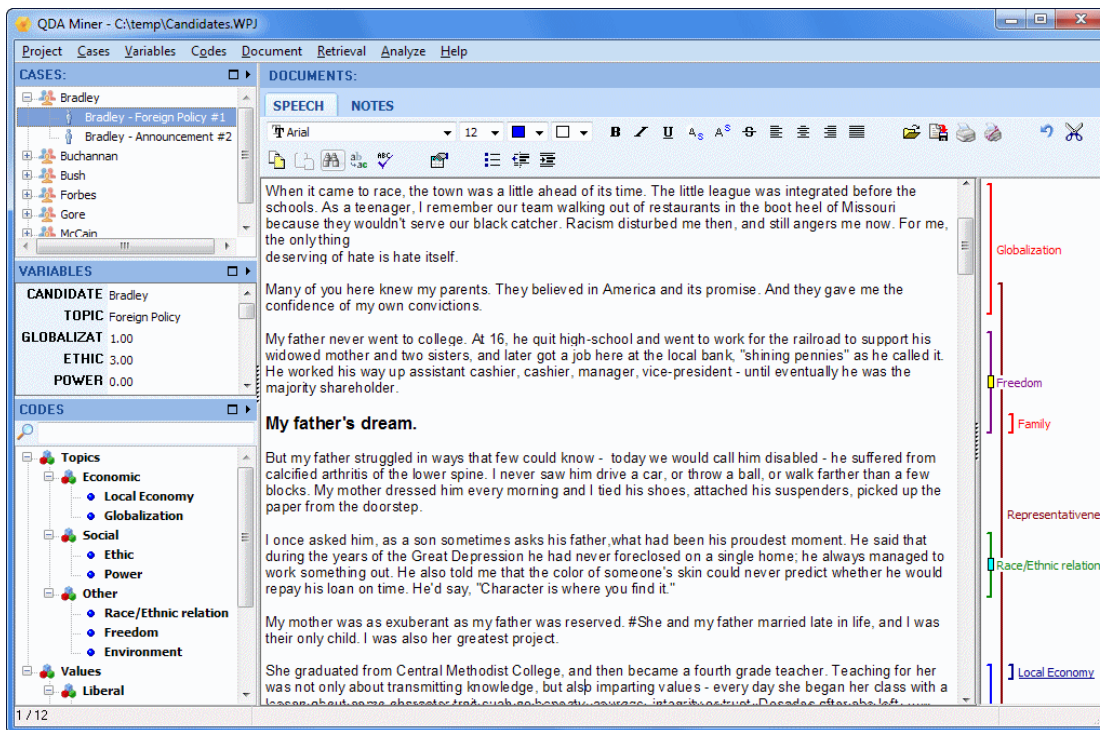 QDA Miner - C:\temp\Candidates.WPJ
Project Cases Variables Codes Document Retrieval Analyze Help
CASES:
Bradley
Bradley - Foreign Policy #1
Bradley - Announcement #2
Buchannan
Bush
Forbes
Gore
McCain
VARIABLES
CANDIDATE Bradley
TOPIC Foreign Policy
GLOBALIZAT 1.00
ETHIC 3.00
POWER 0.00
CODES
Topics
Economic
Local Economy
Globalization
Social
Ethic
Power
Other
Race/Ethnic relation
Freedom
Environment
Values
Liberal
1 / 12
DOCUMENTS:
SPEECH NOTES
Arial 12
When it came to race, the town was a little ahead of its time. The little league was integrated before the
schools. As a teenager, I remember our team walking out of restaurants in the boot heel of Missouri
because they wouldn't serve our black catcher. Racism disturbed me then, and still angers me now. For me,
the only thing
deserving of hate is hate itself.
Many of you here knew my parents. They believed in America and its promise. And they gave me the
confidence of my own convictions.
My father never went to college. At 16, he quit high-school and went to work for the railroad to support his
widowed mother and two sisters, and later got a job here at the local bank, "shining pennies" as he called it.
He worked his way up assistant cashier, cashier, manager, vice-president - until eventually he was the
majority shareholder.
My father's dream.
But my father struggled in ways that few could know - today we would call him disabled - he suffered from
calcified arthritis of the lower spine. I never saw him drive a car, or throw a ball, or walk farther than a few
blocks. My mother dressed him every morning and I tied his shoes, attached his suspenders, picked up the
paper from the doorstep.
I once asked him, as a son sometimes asks his father,what had been his proudest moment. He said that
during the years of the Great Depression he had never foreclosed on a single home; he always managed to
work something out. He also told me that the color of someone's skin could never predict whether he would
repay his loan on time. He'd say, "Character is where you find it."
My mother was as exuberant as my father was reserved. #She and my father married late in life, and I was
their only child. I was also her greatest project.
She graduated from Central Methodist College, and then became a fourth grade teacher. Teaching for her
was not only about transmitting knowledge, but also imparting values - every day she began her class with a
Globalization
Freedom
Family
Representativene
Race/Ethnic relation
Local Economy